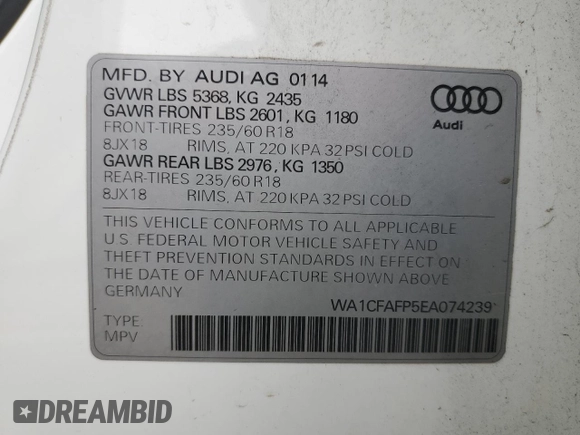 MFD. BY AUDI AG 01 14
GVWR LBS 5368, KG 2435
GAWR FRONT LBS 2601, KG 1180
FRONT-TIRES 235/60 R18
8JX18 RIMS, AT 220 KPA 32 PSI COLD
GAWR REAR LBS 2976, KG 1350
REAR-TIRES 235/60 R18
8JX18 RIMS, AT 220 KPA 32 PSI COLD
Audi
THIS VEHICLE CONFORMS TO ALL APPLICABLE
U.S. FEDERAL MOTOR VEHICLE SAFETY AND
THEFT PREVENTION STANDARDS IN EFFECT ON
THE DATE OF MANUFACTURE SHOWN ABOVE
GERMANY
WA1CFAFP5EA074239
TYPE
MPV
DREAMBID